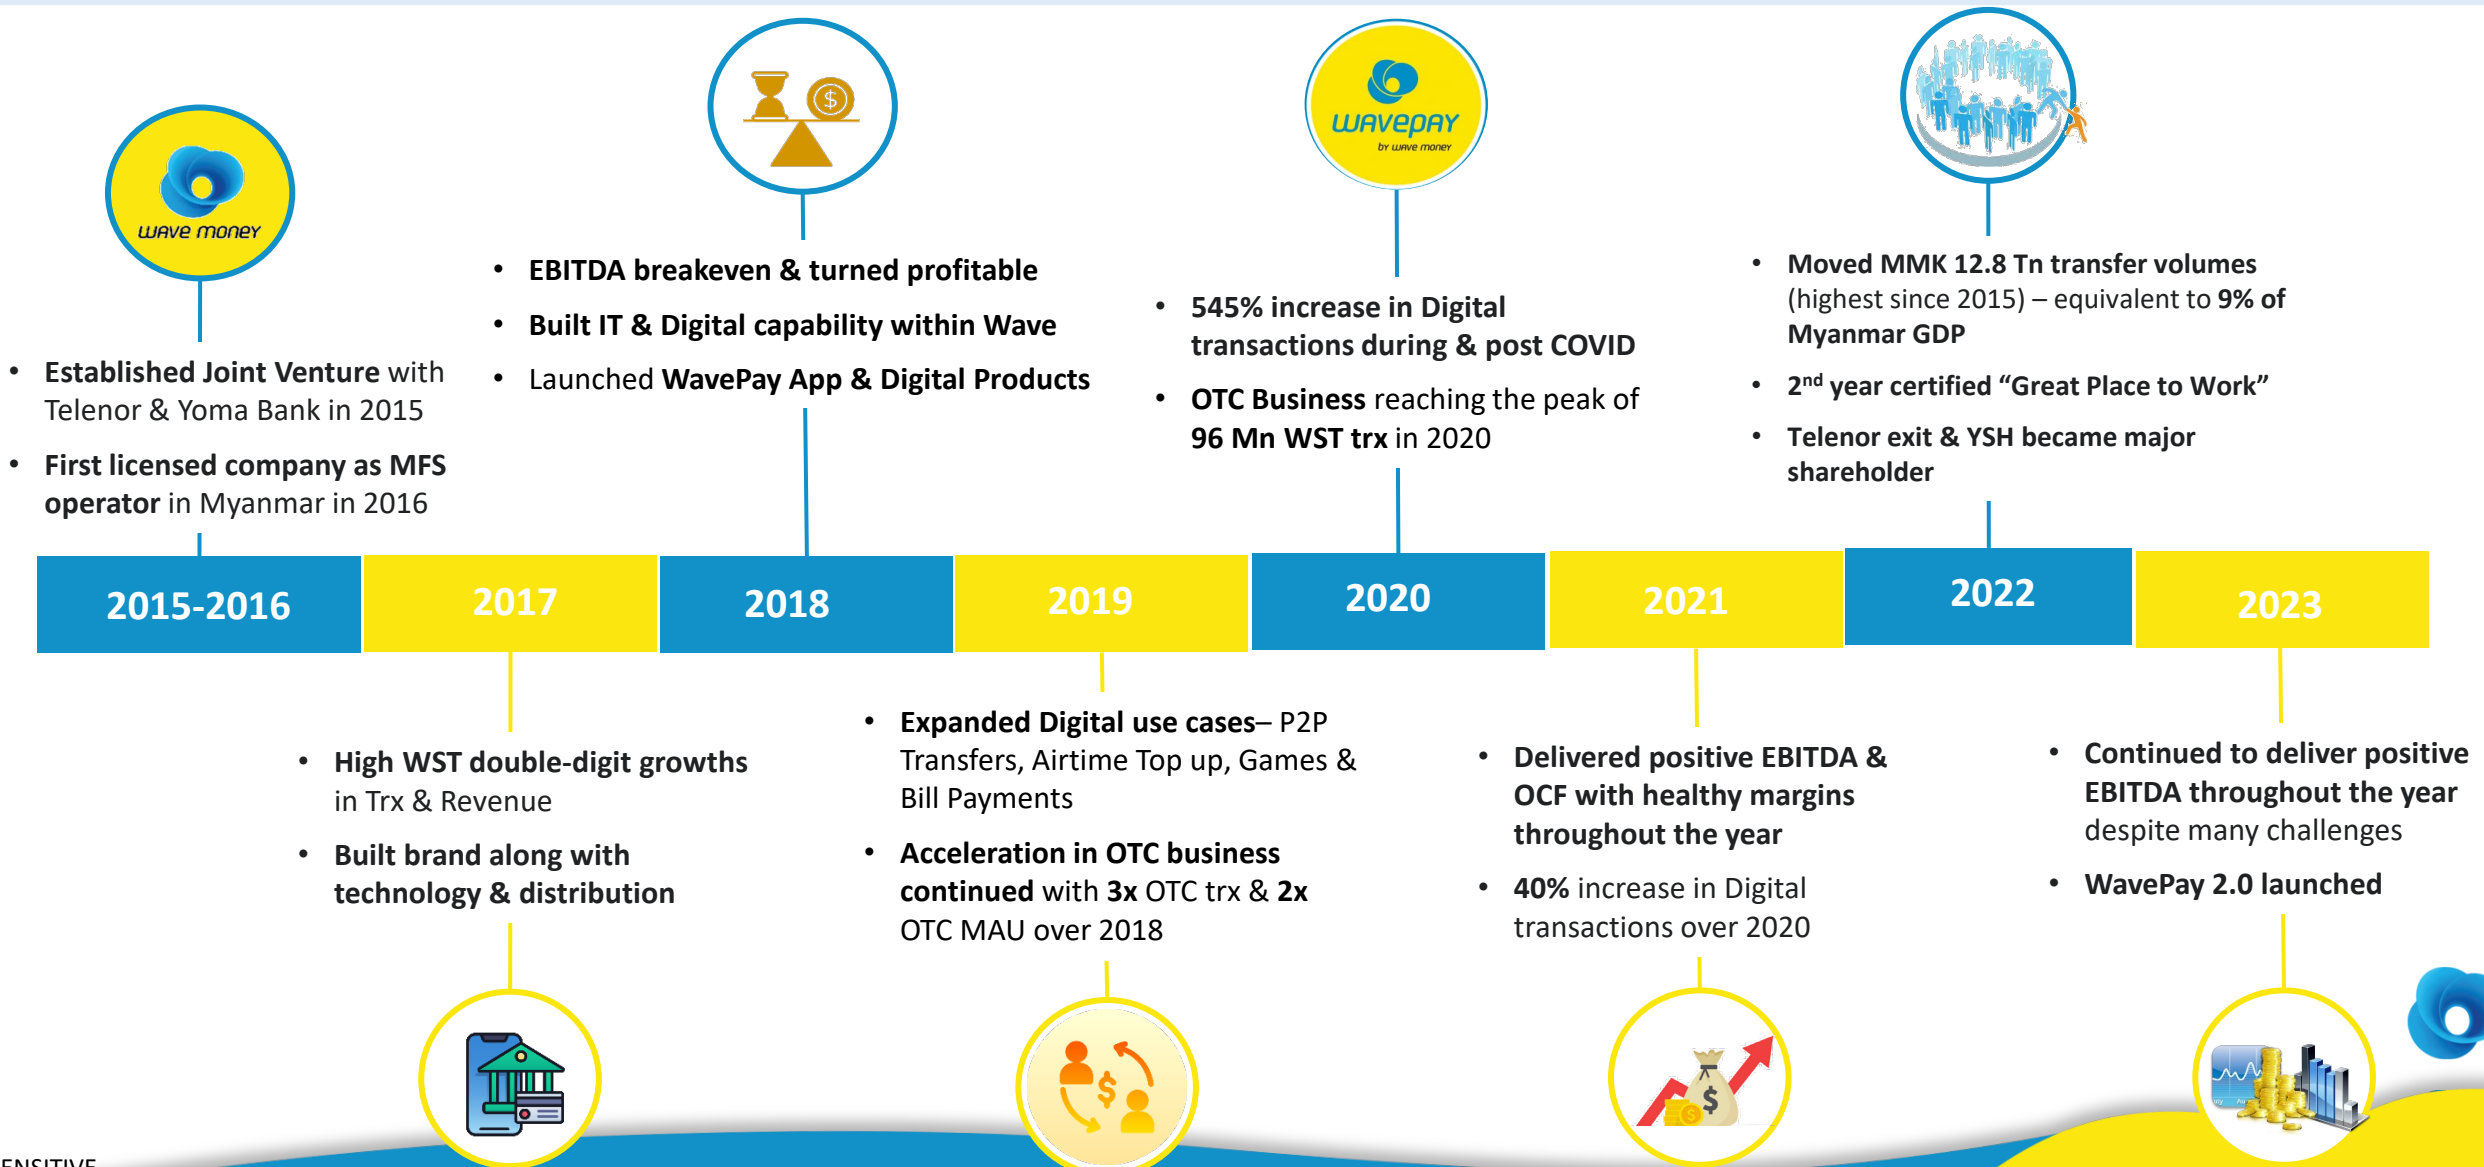 WAVE MONEY
• Established Joint Venture with
Telenor & Yoma Bank in 2015
• First licensed company as MFS
operator in Myanmar in 2016
• EBITDA breakeven & turned profitable
• Built IT & Digital capability within Wave
• Launched WavePay App & Digital Products
WAVEPAY
BY WAVE MONEY
• 545% increase in Digital
transactions during & post COVID
• OTC Business reaching the peak of
96 Mn WST trx in 2020
• Moved MMK 12.8 Tn transfer volumes
(highest since 2015) – equivalent to 9% of
Myanmar GDP
• 2nd year certified “Great Place to Work”
• Telenor exit & YSH became major
shareholder
2015-2016
2017
2018
2019
2020
2021
2022
2023
• High WST double-digit growths
in Trx & Revenue
• Built brand along with
technology & distribution
• Expanded Digital use cases– P2P
Transfers, Airtime Top up, Games &
Bill Payments
• Acceleration in OTC business
continued with 3x OTC trx & 2x
OTC MAU over 2018
• Delivered positive EBITDA &
OCF with healthy margins
throughout the year
• 40% increase in Digital
transactions over 2020
• Continued to deliver positive
EBITDA throughout the year
despite many challenges
• WavePay 2.0 launched